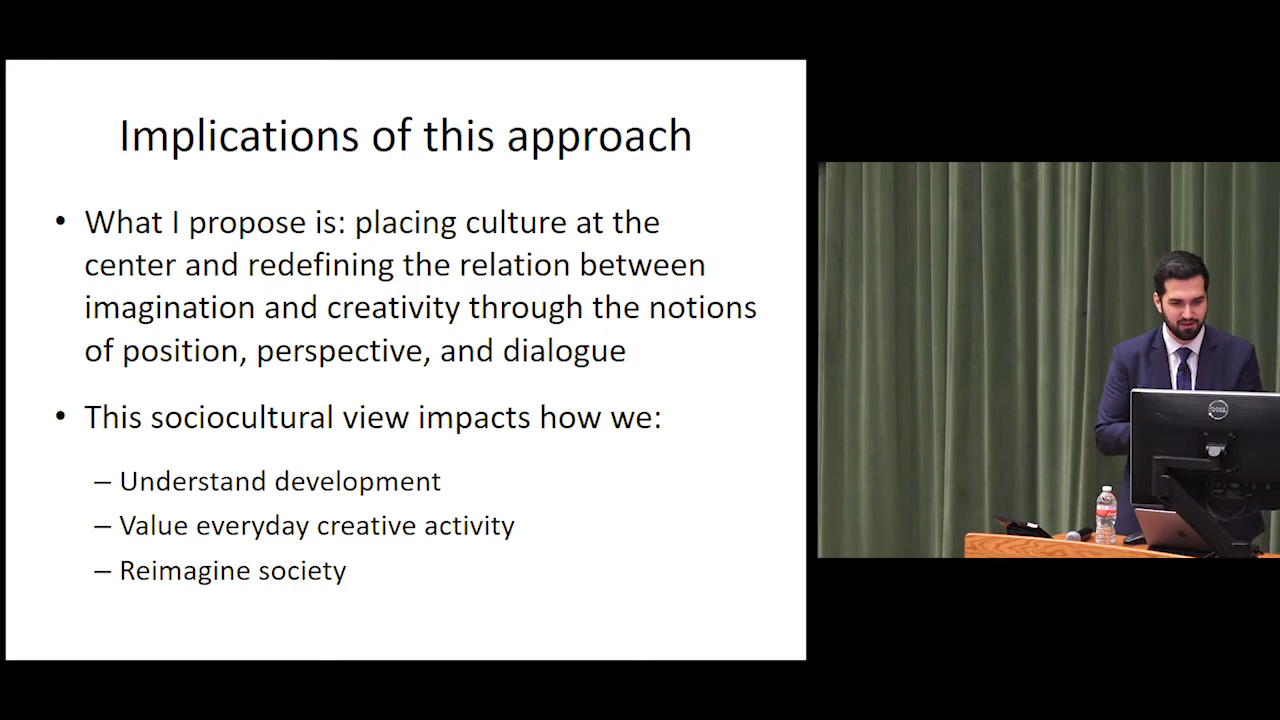 Implications of this approach
• What I propose is: placing culture at the
center and redefining the relation between
imagination and creativity through the notions
of position, perspective, and dialogue
• This sociocultural view impacts how we:
– Understand development
– Value everyday creative activity
– Reimagine society
DELL